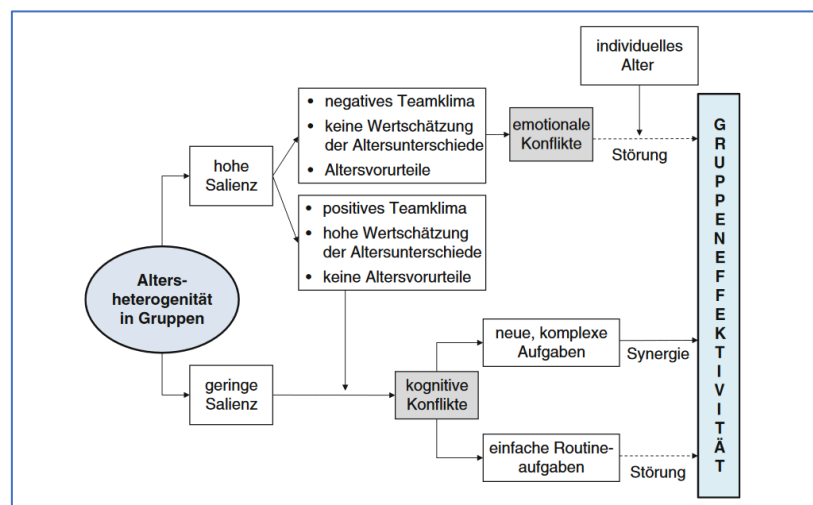 individuelles
Alter
• negatives Teamklima
• keine Wertschätzung
der Altersunterschiede
• Altersvorurteile
emotionale
Konflikte
Störung
hohe
Salienz
• positives Teamklima
• hohe Wertschätzung
der Altersunterschiede
• keine Altersvorurteile
Alters-
heterogenität
in Gruppen
geringe
Salienz
kognitive
Konflikte
neue, komplexe
Aufgaben
Synergie
einfache Routine-
aufgaben
Störung
GRUPPENEFFEKTIVITÄT